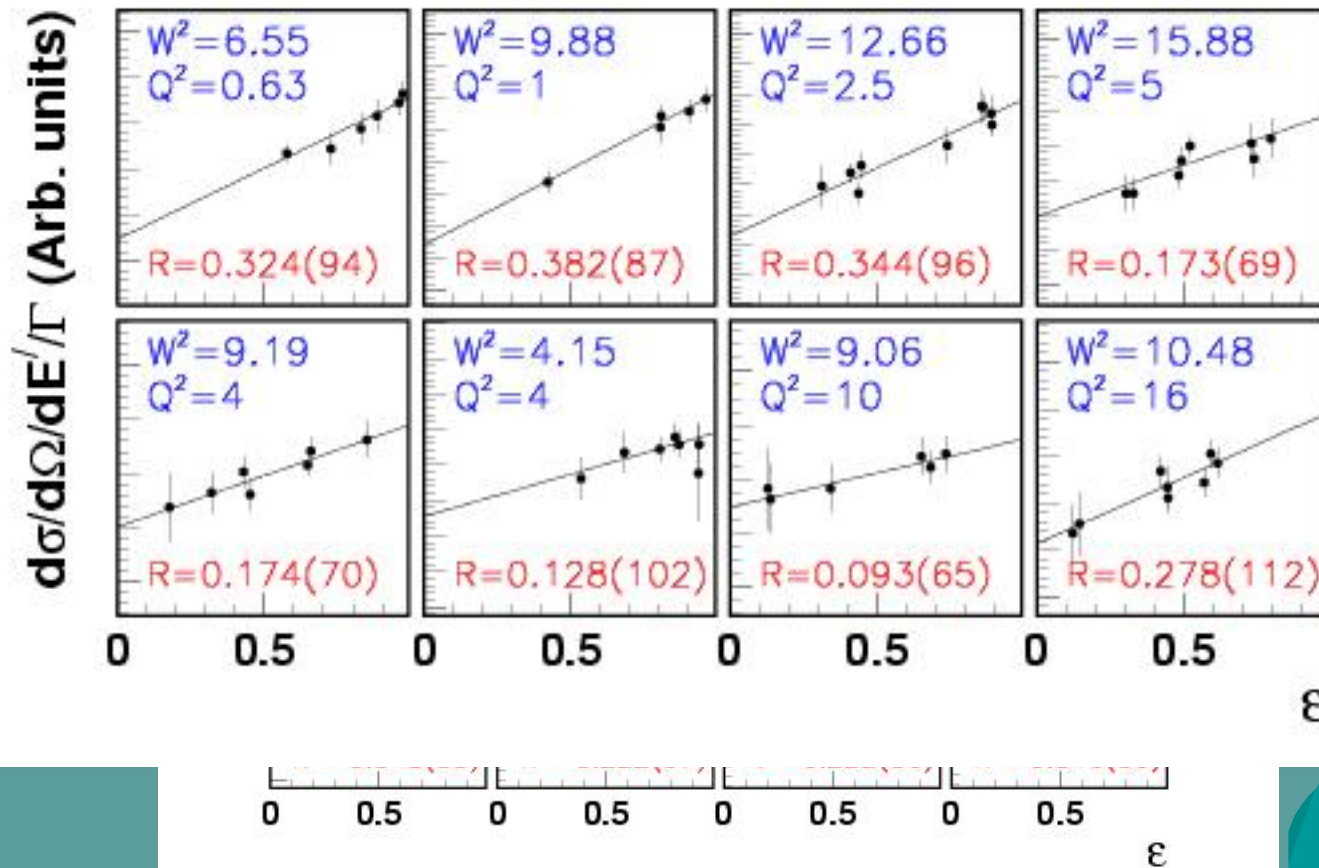 dσ/dΩ/dE′/Γ (Arb. units)
W²=6.55
Q²=0.63
R=0.324(94)
W²=9.88
Q²=1
R=0.382(87)
W²=12.66
Q²=2.5
R=0.344(96)
W²=15.88
Q²=5
R=0.173(69)
W²=9.19
Q²=4
R=0.174(70)
W²=4.15
Q²=4
R=0.128(102)
W²=9.06
Q²=10
R=0.093(65)
W²=10.48
Q²=16
R=0.278(112)
0 0.5 0 0.5 0 0.5 0 0.5
ε
0 0.5 0 0.5 0 0.5 0 0.5
ε